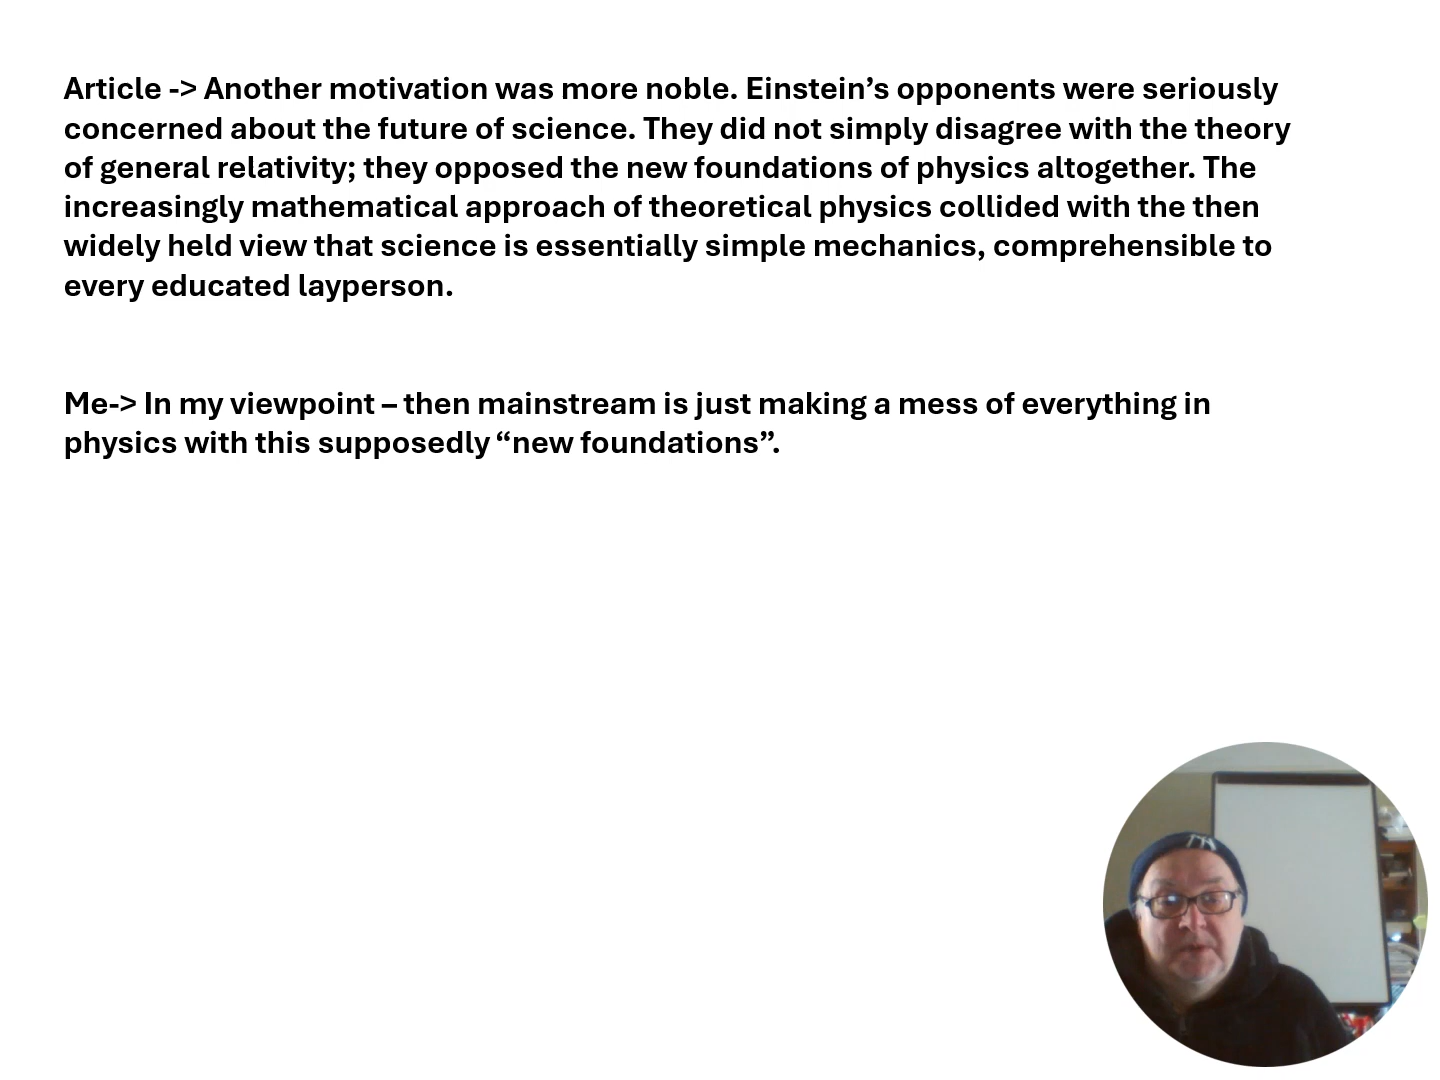 Article -> Another motivation was more noble. Einstein’s opponents were seriously
concerned about the future of science. They did not simply disagree with the theory
of general relativity; they opposed the new foundations of physics altogether. The
increasingly mathematical approach of theoretical physics collided with the then
widely held view that science is essentially simple mechanics, comprehensible to
every educated layperson.
Me-> In my viewpoint – then mainstream is just making a mess of everything in
physics with this supposedly “new foundations”.